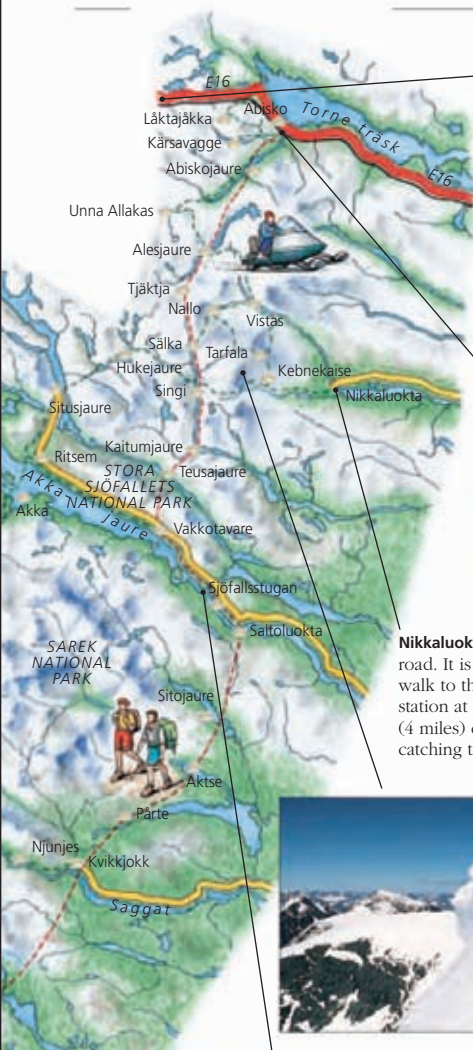 E16
Abisko
Torne träsk
Låktajåkka
Kärsavagge
E16
Abiskojaure
Unna Allakas
Alesjaure
Tjäktja
Nallo
Vistas
Sälka
Tarfala
Hukejaure
Kebnekaise
Singi
Nikkaluokta
Situsjaure
Kaitumjaure
Ritsem
STORA
SJÖFALLETS
NATIONAL PARK
Teusajaure
Akka
Jaure
Akka
Vakkotavare
Sjöfallsstugan
Saltoluokta
SAREK
NATIONAL
PARK
Sitojaure
Aktse
Pårte
Njunjes
Kvikkjokk
Saggat
road. It is
walk to th
station at
(4 miles)
catching t